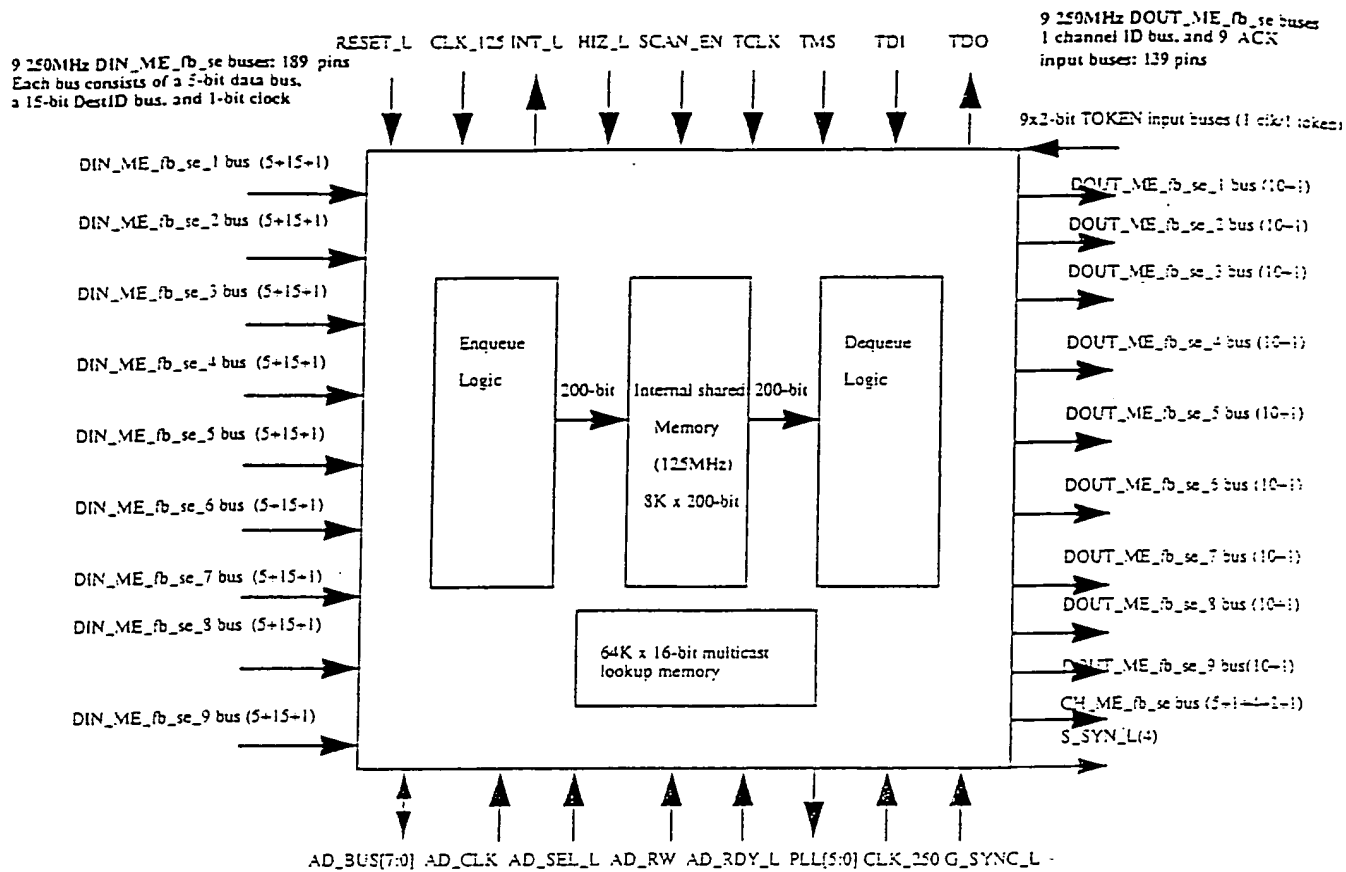 9 250MHz DOUT_ME_fb_se buses
1 channel ID bus, and 9 ACK
input buses: 139 pins
RESET_L CLK_125 INT_L HIZ_L SCAN_EN TCLK TMS TDI TDO
9 250MHz DIN_ME_fb_se buses: 189 pins
Each bus consists of a 5-bit data bus,
a 15-bit DestID bus, and 1-bit clock
9x2-bit TOKEN input buses (1 clk/1 token)
DIN_ME_fb_se_1 bus (5+15+1)
DIN_ME_fb_se_2 bus (5+15+1)
DIN_ME_fb_se_3 bus (5+15+1)
DIN_ME_fb_se_4 bus (5+15+1)
DIN_ME_fb_se_5 bus (5+15+1)
DIN_ME_fb_se_6 bus (5+15+1)
DIN_ME_fb_se_7 bus (5+15+1)
DIN_ME_fb_se_8 bus (5+15+1)
DIN_ME_fb_se_9 bus (5+15+1)
Enqueue
Logic
200-bit
Internal shared
Memory
(125MHz)
8K x 200-bit
200-bit
Dequeue
Logic
64K x 16-bit multicast
lookup memory
DOUT_ME_fb_se_1 bus (10+1)
DOUT_ME_fb_se_2 bus (10+1)
DOUT_ME_fb_se_3 bus (10+1)
DOUT_ME_fb_se_4 bus (10+1)
DOUT_ME_fb_se_5 bus (10+1)
DOUT_ME_fb_se_6 bus (10+1)
DOUT_ME_fb_se_7 bus (10+1)
DOUT_ME_fb_se_8 bus (10+1)
DOUT_ME_fb_se_9 bus(10+1)
CH_ME_fb_se bus
S_SYN_L(4)
AD_BUS[7:0] AD_CLK AD_SEL_L AD_RW AD_RDY_L PLL[5:0] CLK_250 G_SYNC_L